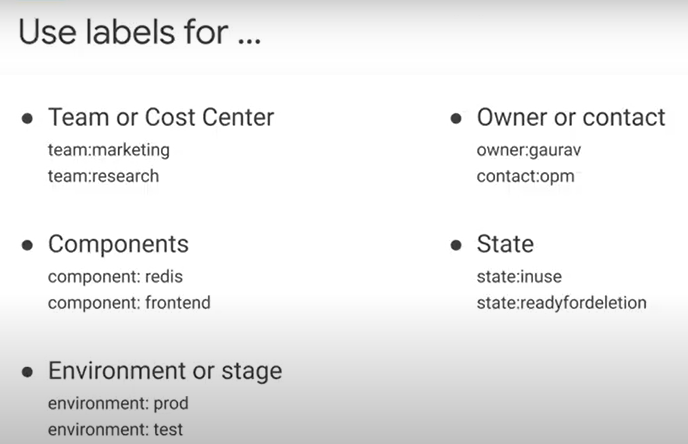 Use labels for ...
• Team or Cost Center
team:marketing
team:research
• Components
component: redis
component: frontend
• Environment or stage
environment: prod
environment: test
• Owner or contact
owner:gaurav
contact:opm
• State
state:inuse
state:readyfordeletion